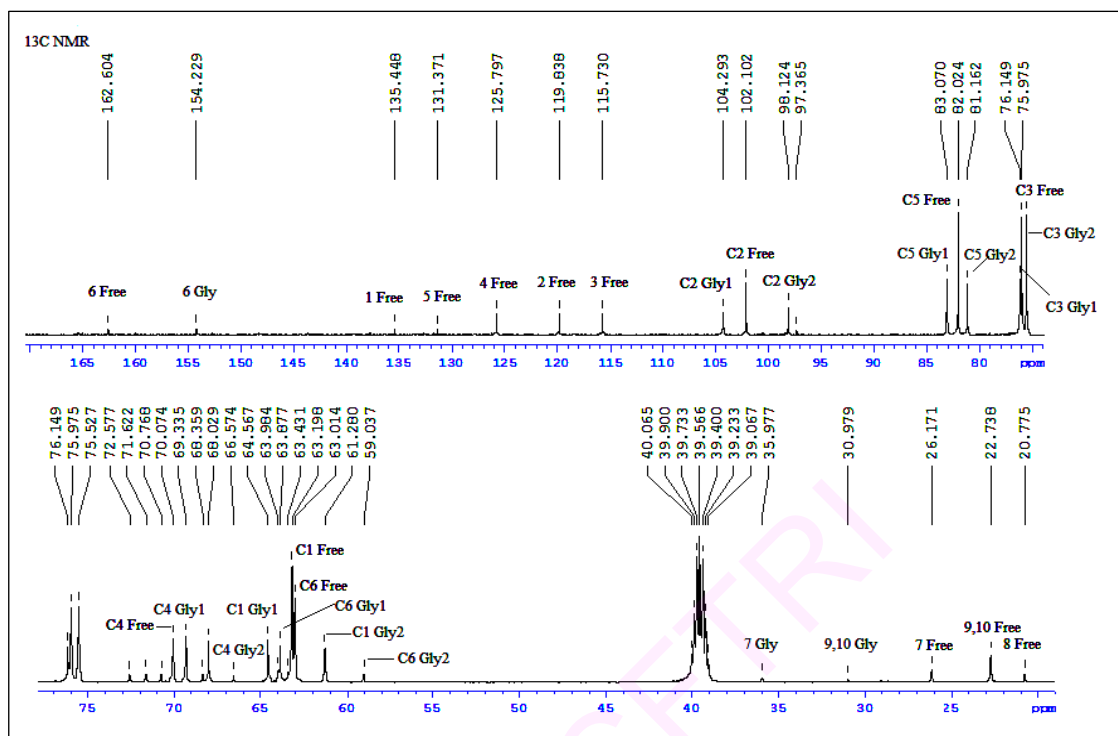 13C NMR
162.604
154.229
135.448
131.371
125.797
119.838
115.730
104.293
102.102
98.124
97.365
83.070
82.024
81.162
76.149
75.975
C5 Free
C3 Free
C3 Gly2
C5 Gly1
C5 Gly2
C2 Free
C2 Gly1
C2 Gly2
C3 Gly1
6 Free
6 Gly
1 Free
5 Free
4 Free
2 Free
3 Free
165 160 155 150 145 140 135 130 125 120 115 110 105 100 95 90 85 80 ppm
76.149
75.975
75.527
72.577
71.622
70.768
70.074
69.335
68.359
68.029
66.574
64.567
63.984
63.877
63.431
63.198
63.014
61.280
59.037
40.065
39.900
39.733
39.566
39.400
39.233
39.067
35.977
30.979
26.171
22.738
20.775
C1 Free
C6 Free
C4 Gly1
C1 Gly1
C6 Gly1
C4 Free
C1 Gly2
C4 Gly2
C6 Gly2
7 Gly
9,10 Gly
7 Free
9,10 Free
8 Free
75 70 65 60 55 50 45 40 35 30 25 ppm